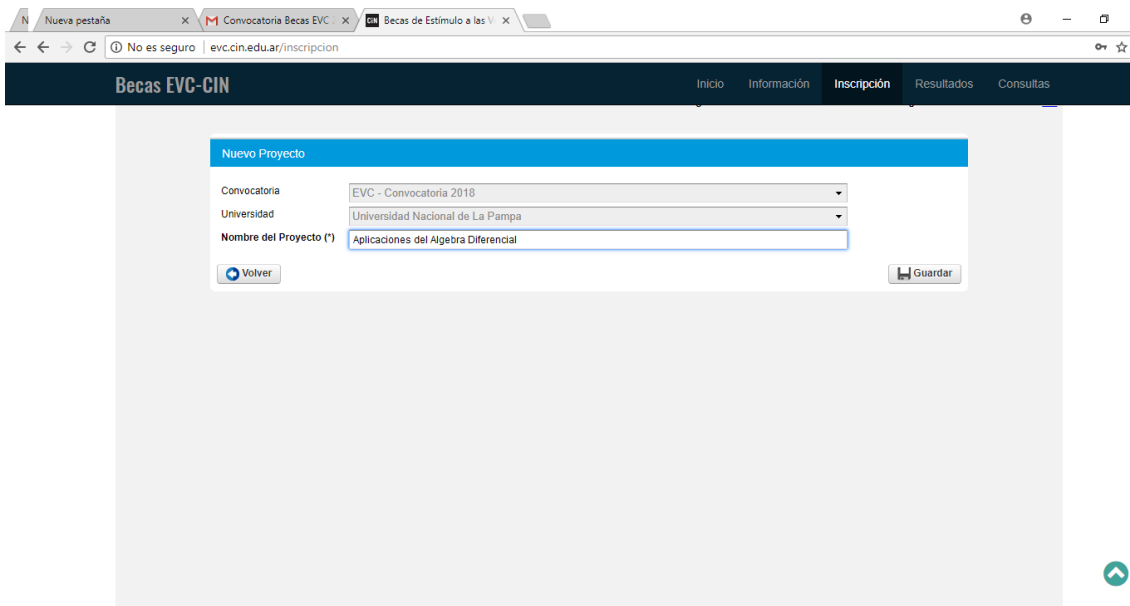 N
Nueva pestaña
Convocatoria Becas EVC
CIN Becas de Estímulo a las V
No es seguro evc.cin.edu.ar/inscripcion
Becas EVC-CIN Inicio Información Inscripción Resultados Consultas
Nuevo Proyecto
Convocatoria EVC - Convocatoria 2018
Universidad Universidad Nacional de La Pampa
Nombre del Proyecto (*) Aplicaciones del Algebra Diferencial
Volver Guardar